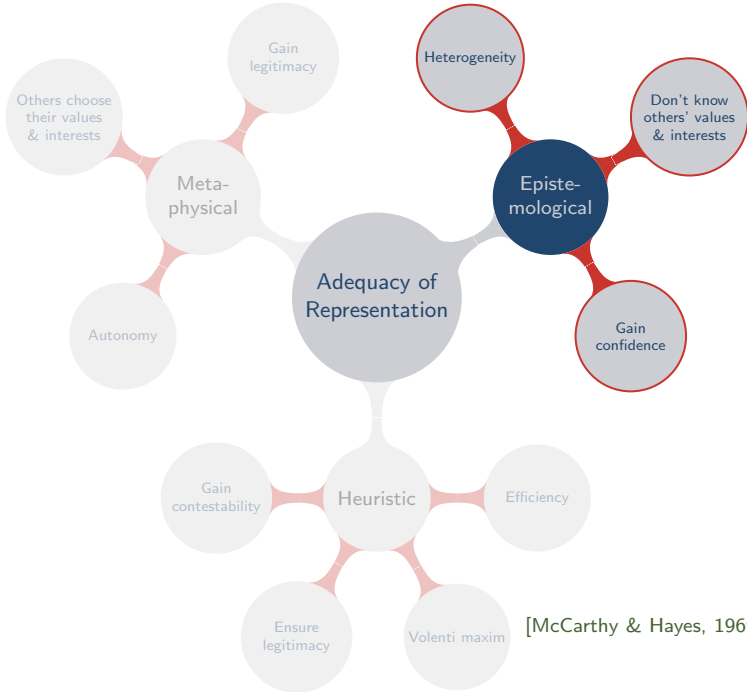 Gain
legitimacy
Heterogeneity
Others choose
their values
& interests
Don't know
others' values
& interests
Meta-
physical
Episte-
mological
Adequacy of
Representation
Autonomy
Gain
confidence
Gain
contestability
Heuristic
Efficiency
Ensure
legitimacy
Volenti maxim
[McCarthy & Hayes, 196